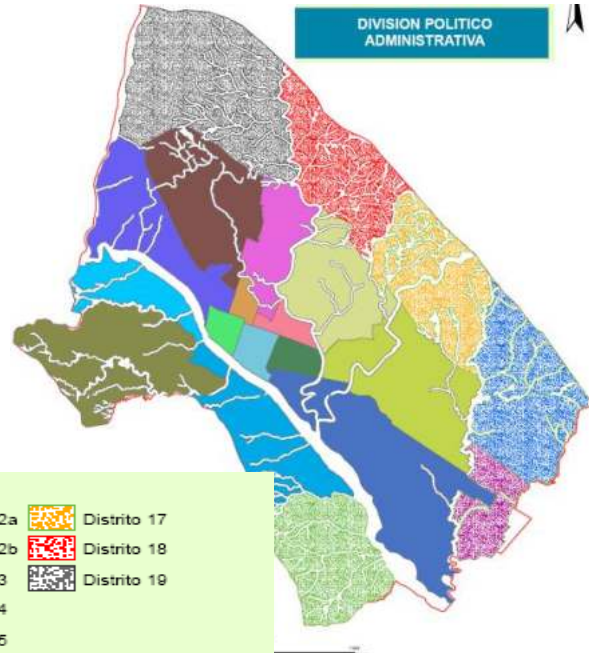 DIVISION POLITICO
ADMINISTRATIVA
2a Distrito 17
2b Distrito 18
3 Distrito 19
4
5